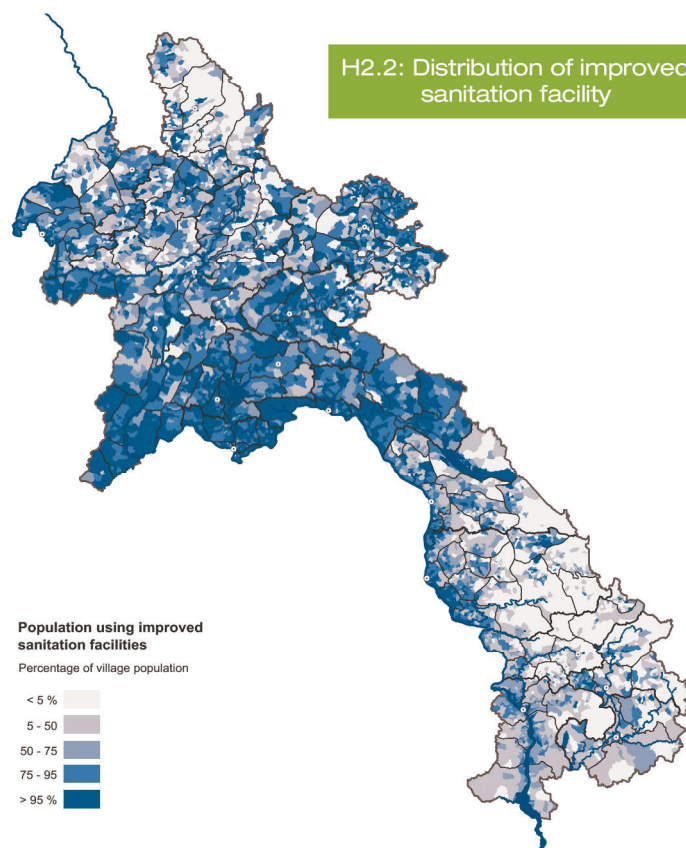 H2.2: Distribution of improved
sanitation facility
Population using improved
sanitation facilities
Percentage of village population
< 5 %
5 - 50
50 - 75
75 - 95
> 95 %